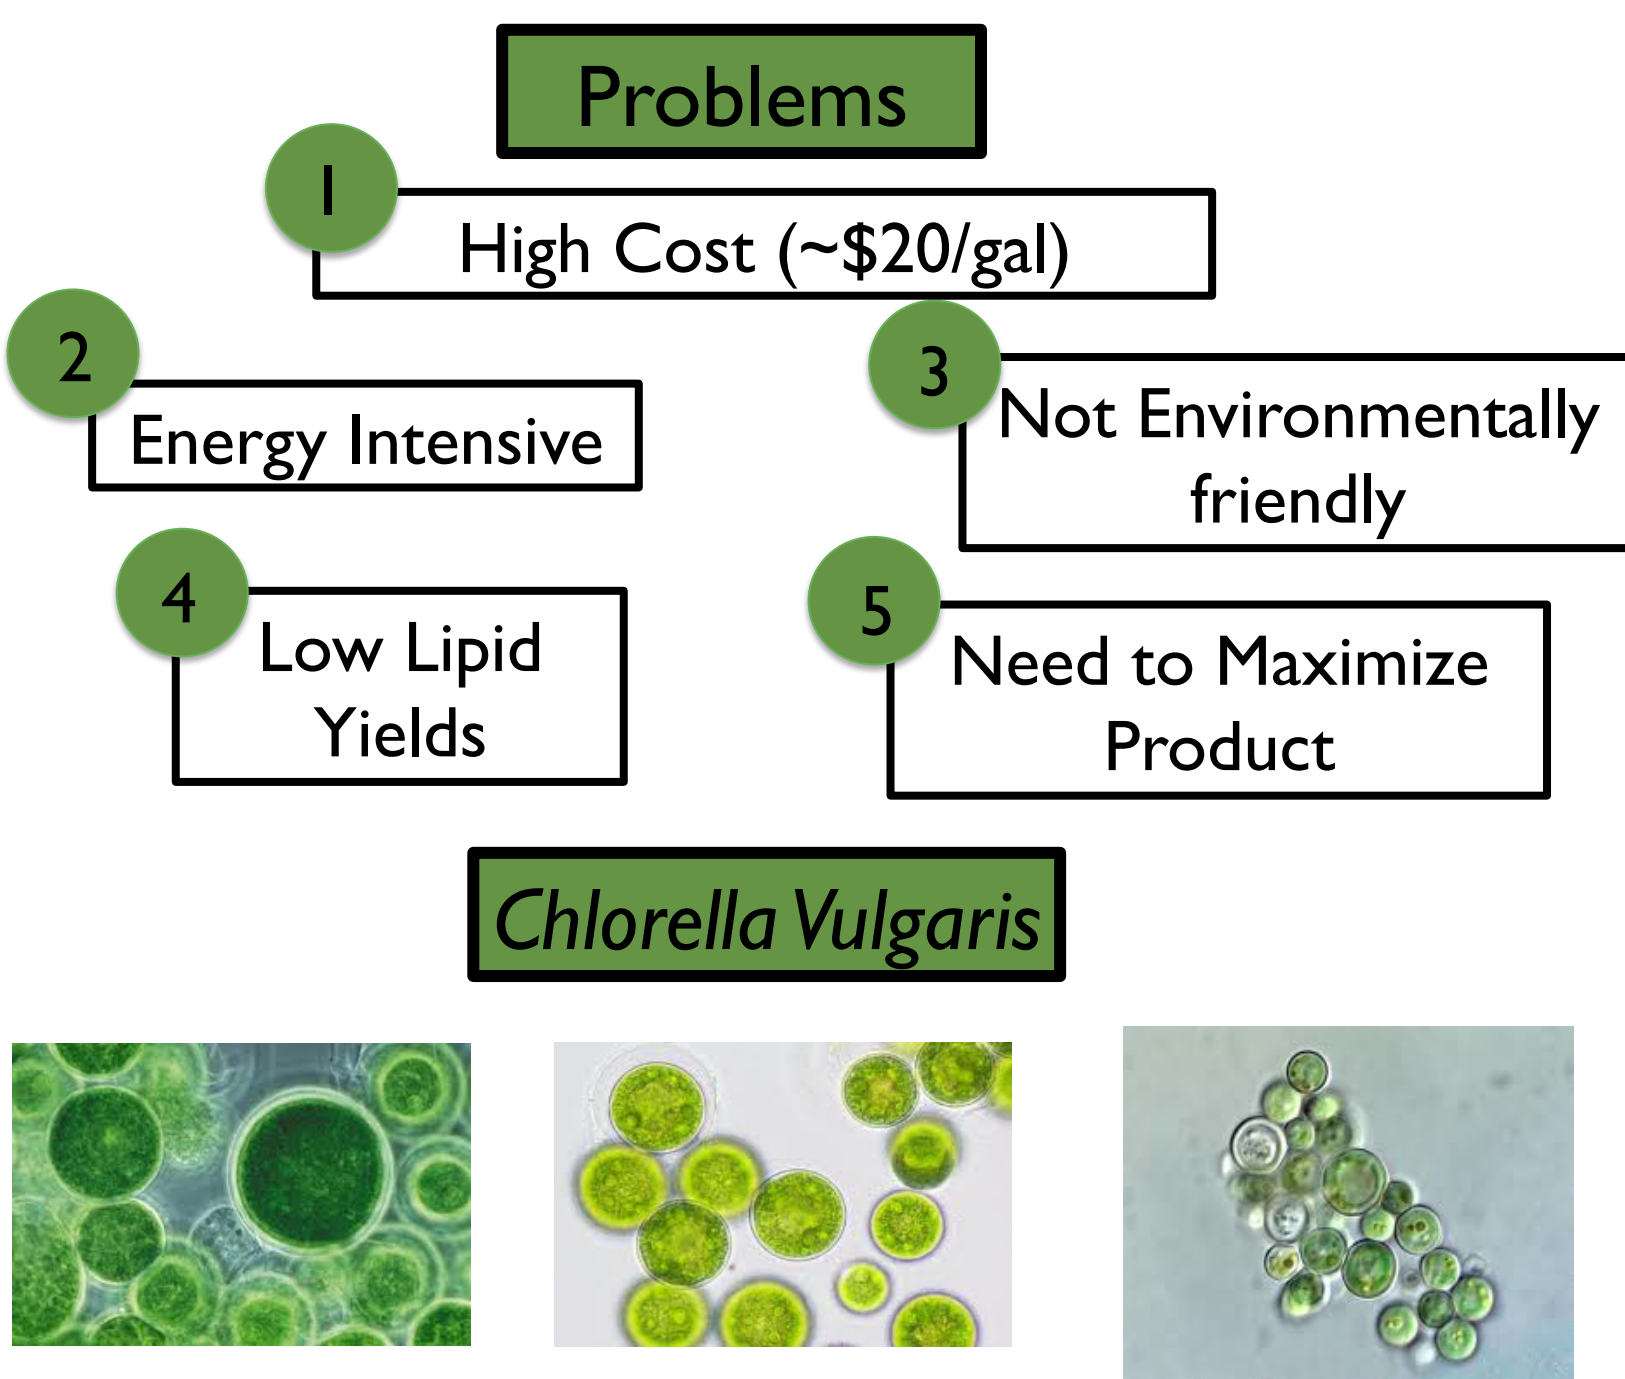 Problems
1
High Cost (~$20/gal)
2
Energy Intensive
3
Not Environmentally
friendly
4
Low Lipid
Yields
5
Need to Maximize
Product
Chlorella Vulgaris